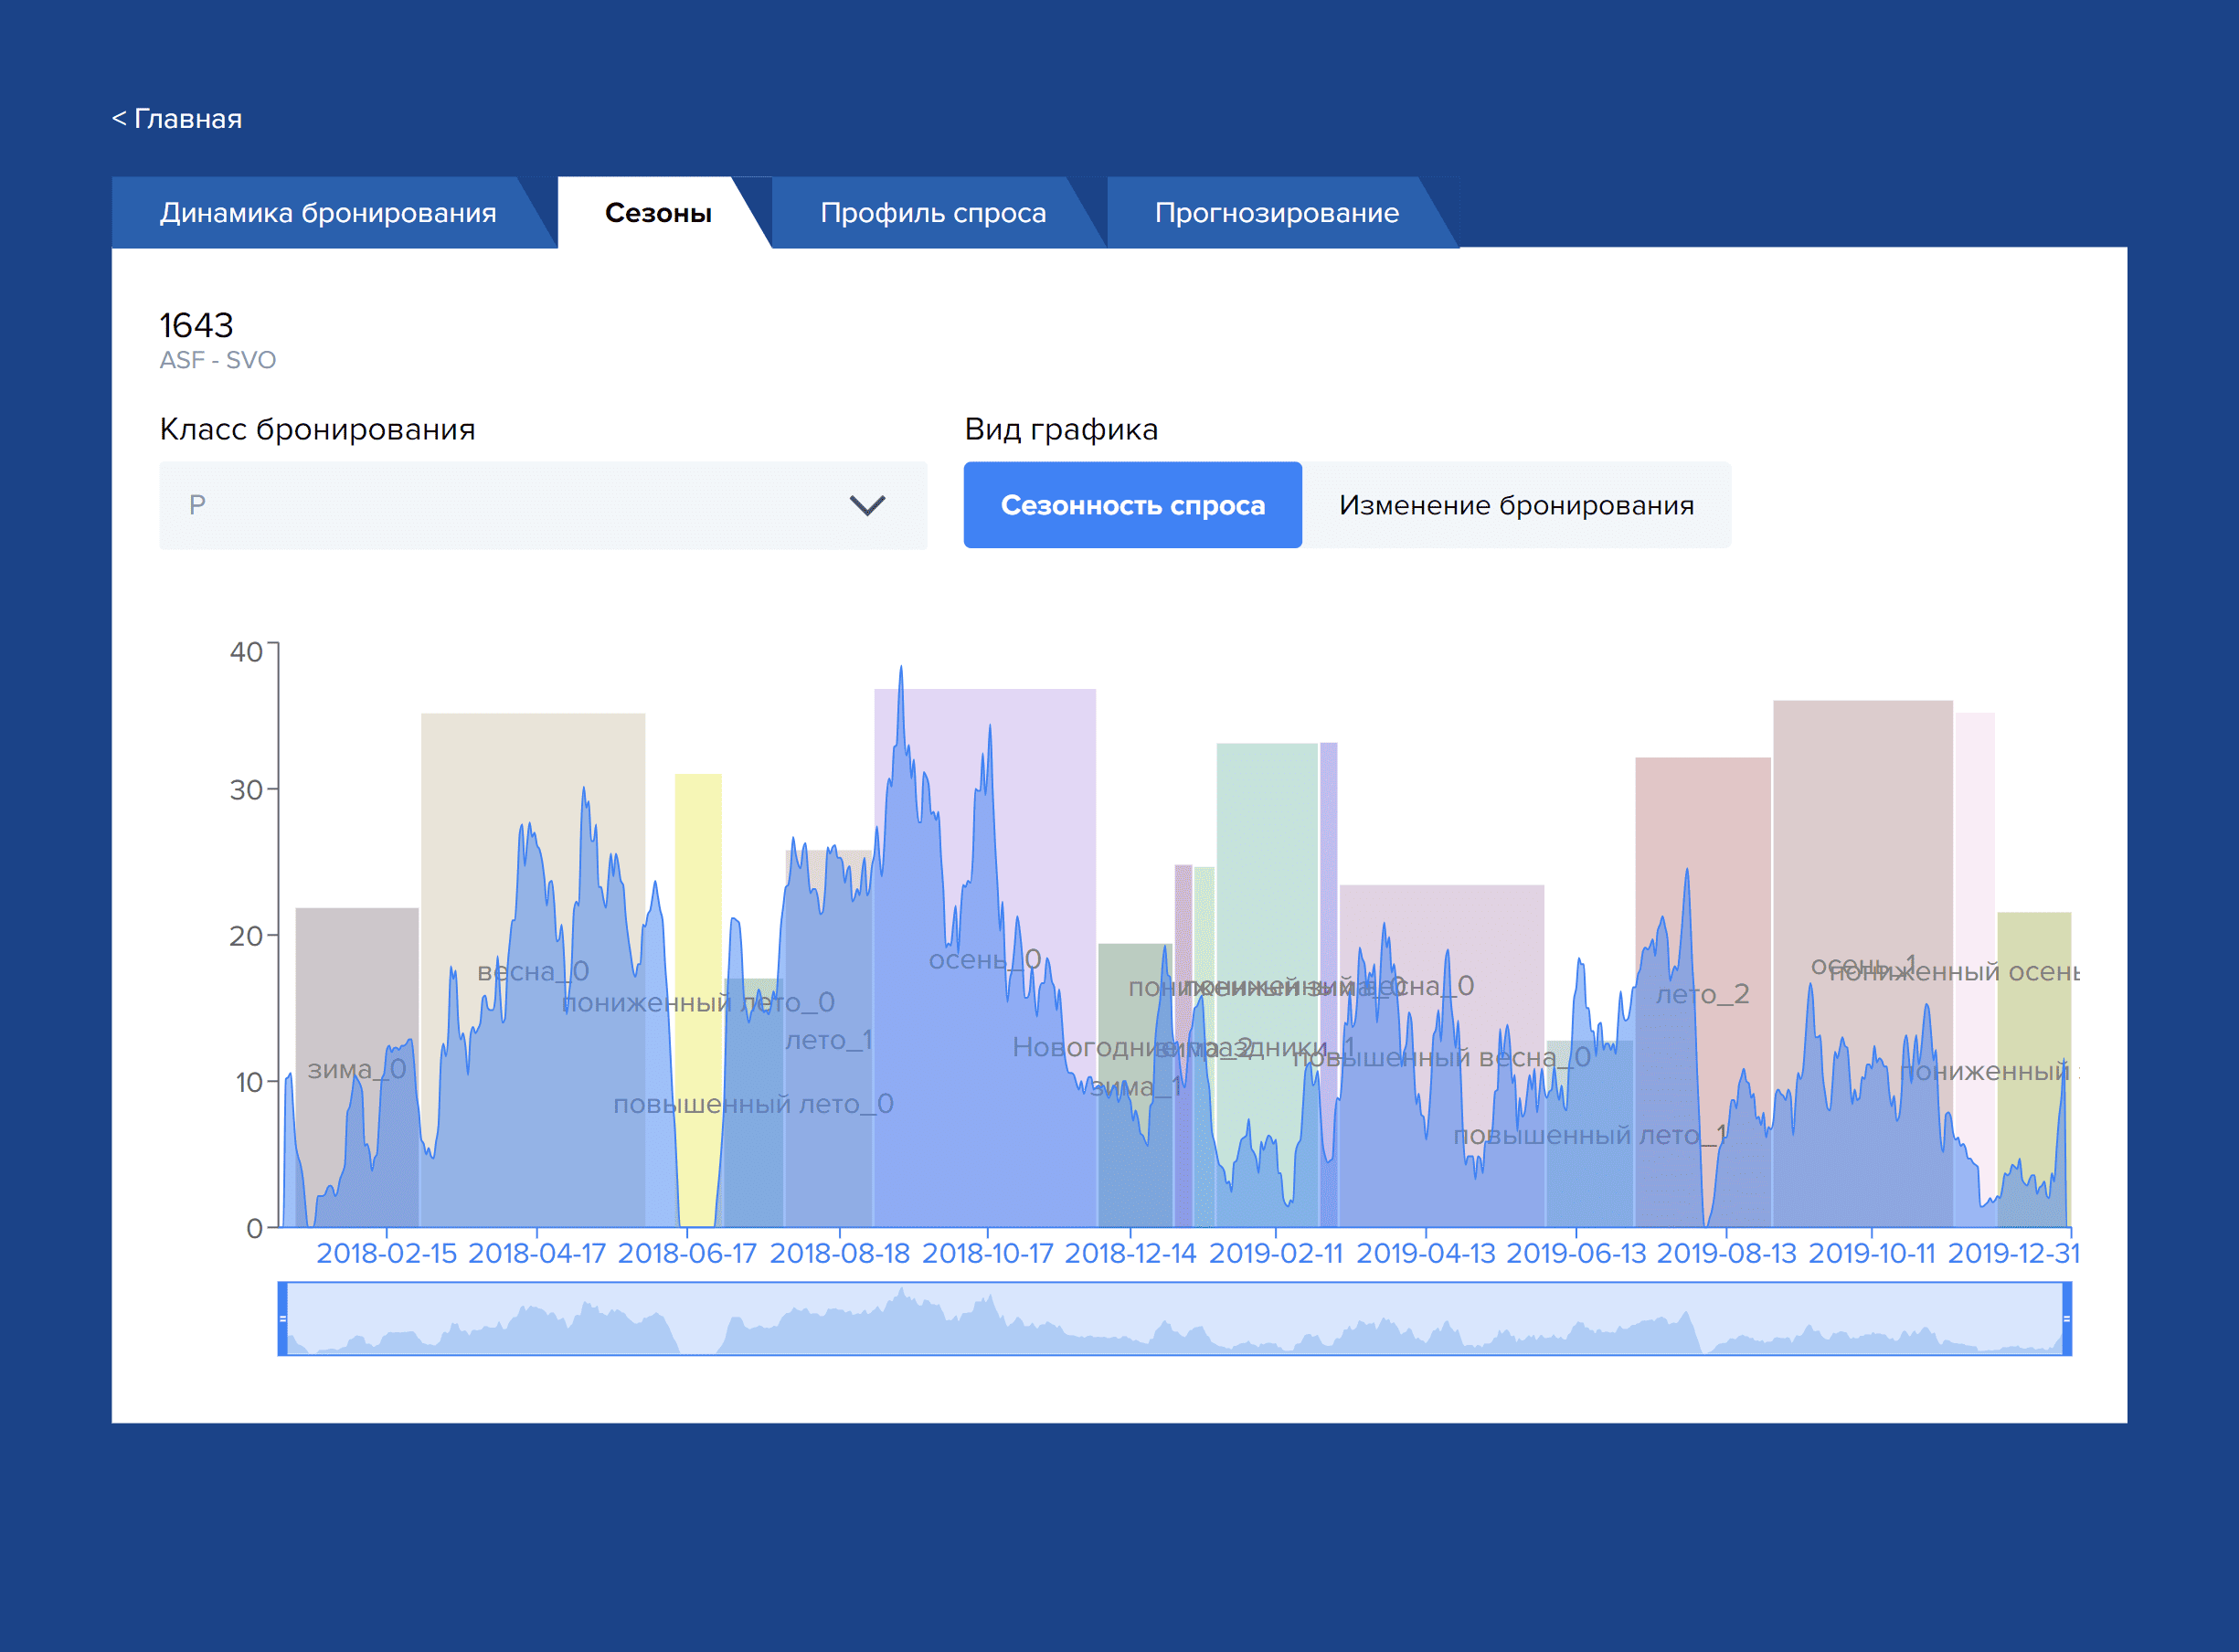 < Главная
Динамика бронирования
Сезоны
Профиль спроса
Прогнозирование
1643
ASF - SVO
Класс бронирования
Вид графика
P
Сезонность спроса
Изменение бронирования
40
30
20
10
0
зима_0
весна_0
пониженный лето_0
повышенный лето_0
лето_1
осень_0
Новогодние праздники_1
зима_1
зима_2
пониженный зима_0
пониженный весна_0
повышенный весна_0
повышенный лето_1
лето_2
осень_1
пониженный осень
пониженный
2018-02-15
2018-04-17
2018-06-17
2018-08-18
2018-10-17
2018-12-14
2019-02-11
2019-04-13
2019-06-13
2019-08-13
2019-10-11
2019-12-31